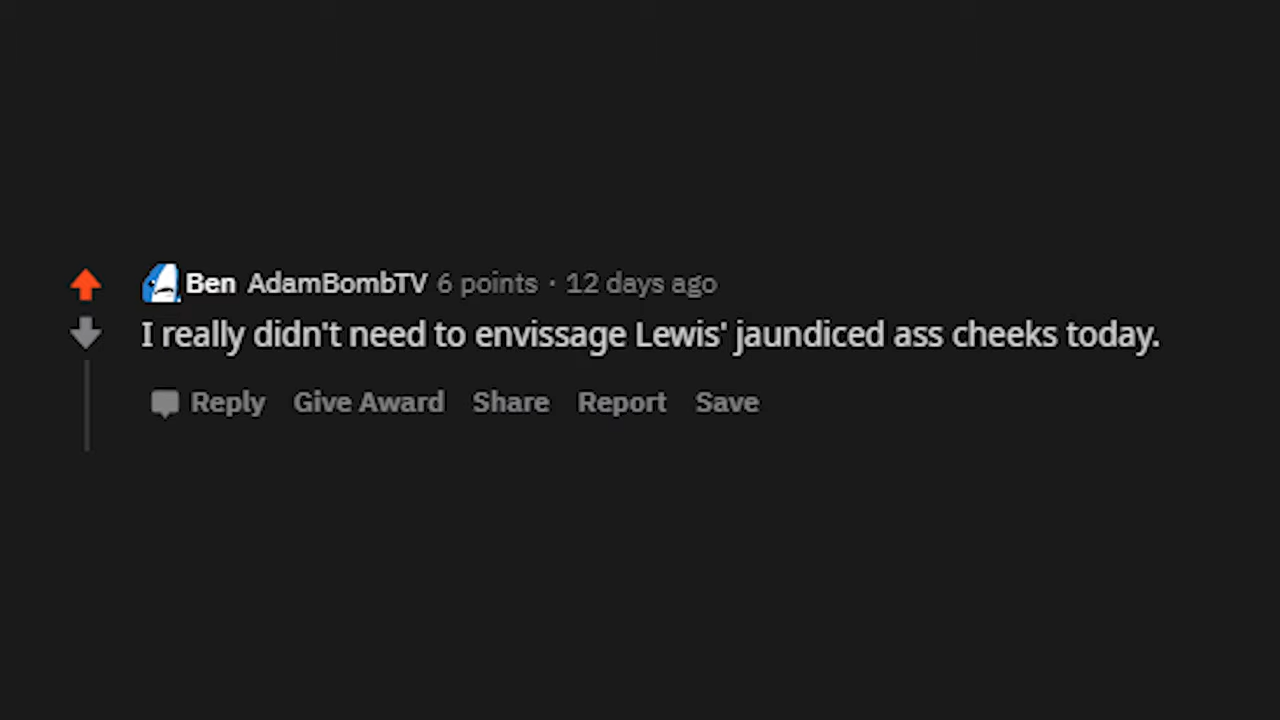 Ben AdamBombTV 6 points · 12 days ago
I really didn't need to envissage Lewis' jaundiced ass cheeks today.
Reply Give Award Share Report Save